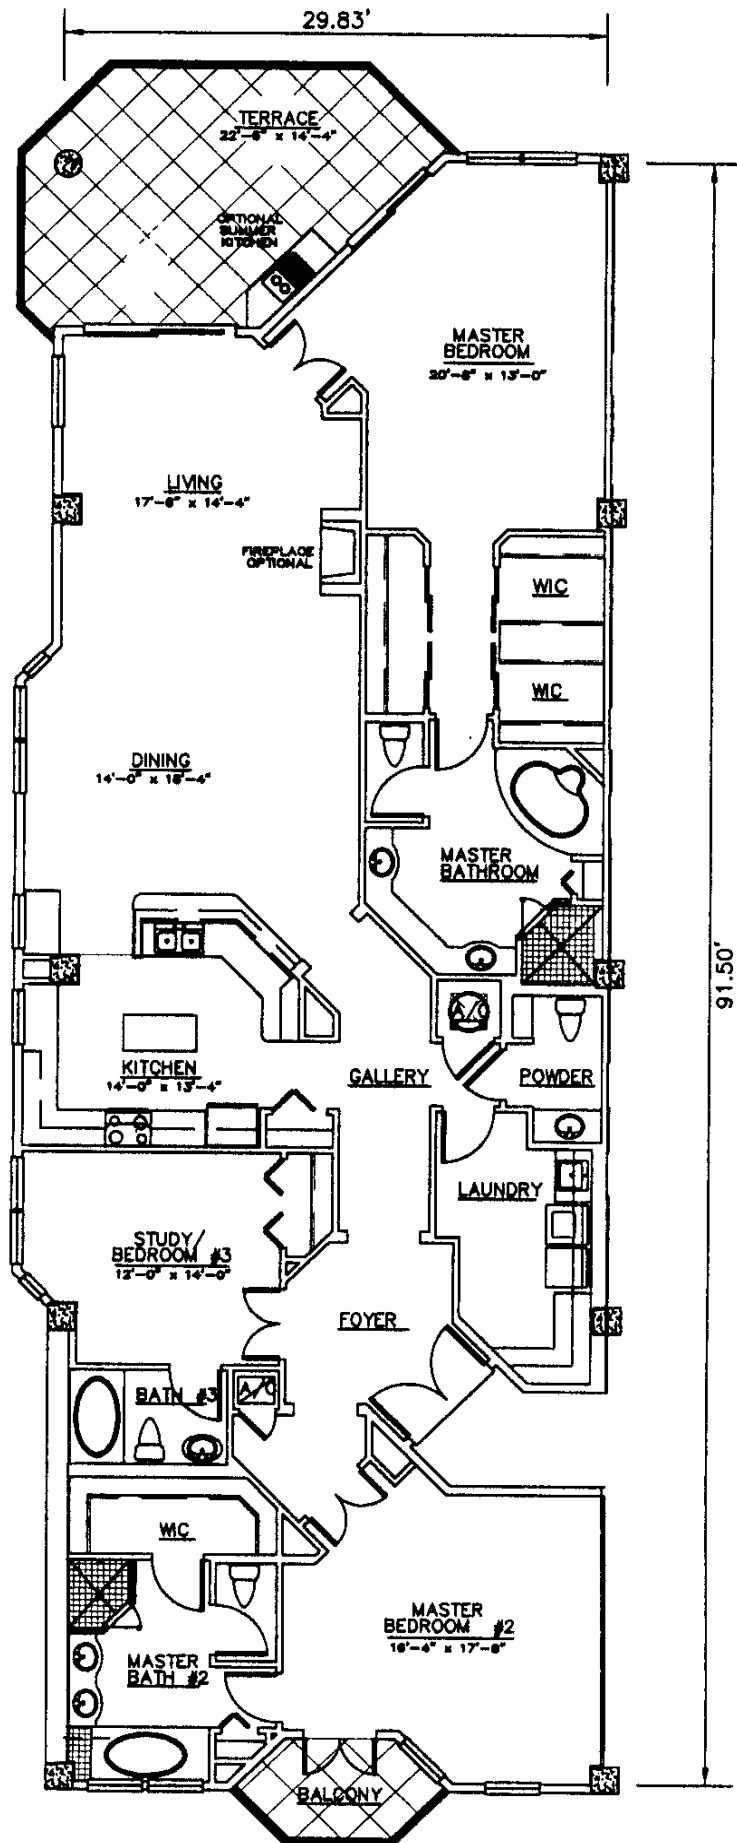 29.83'
TERRACE
22'-6" x 14'-4"
OPTIONAL
SUMMER
KITCHEN
MASTER
BEDROOM
20'-8" x 13'-0"
LIVING
17'-6" x 14'-4"
FIREPLACE
OPTIONAL
WIC
WIC
DINING
14'-0" x 18'-4"
MASTER
BATHROOM
91.50'
A/C
KITCHEN
14'-0" x 13'-4"
GALLERY
POWDER
LAUNDRY
STUDY/
BEDROOM #3
12'-0" x 14'-0"
FOYER
BATH #3
A/C
WIC
MASTER
BEDROOM #2
16'-4" x 17'-8"
MASTER
BATH #2
BALCONY